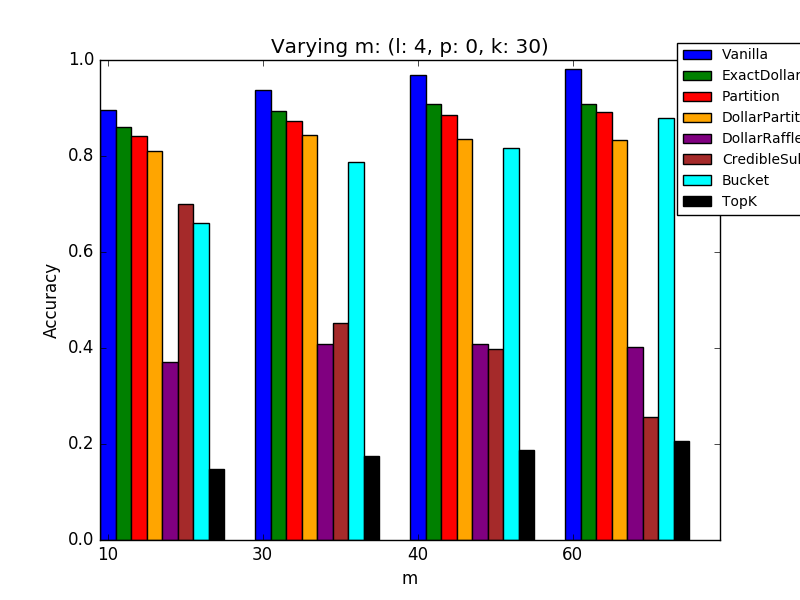 Varying m: (l: 4, p: 0, k: 30)
1.0
0.8
0.6
0.4
0.2
0.0
Accuracy
10
30
40
60
m
Vanilla
ExactDollar
Partition
DollarPartit
DollarRaffle
CredibleSu
Bucket
TopK